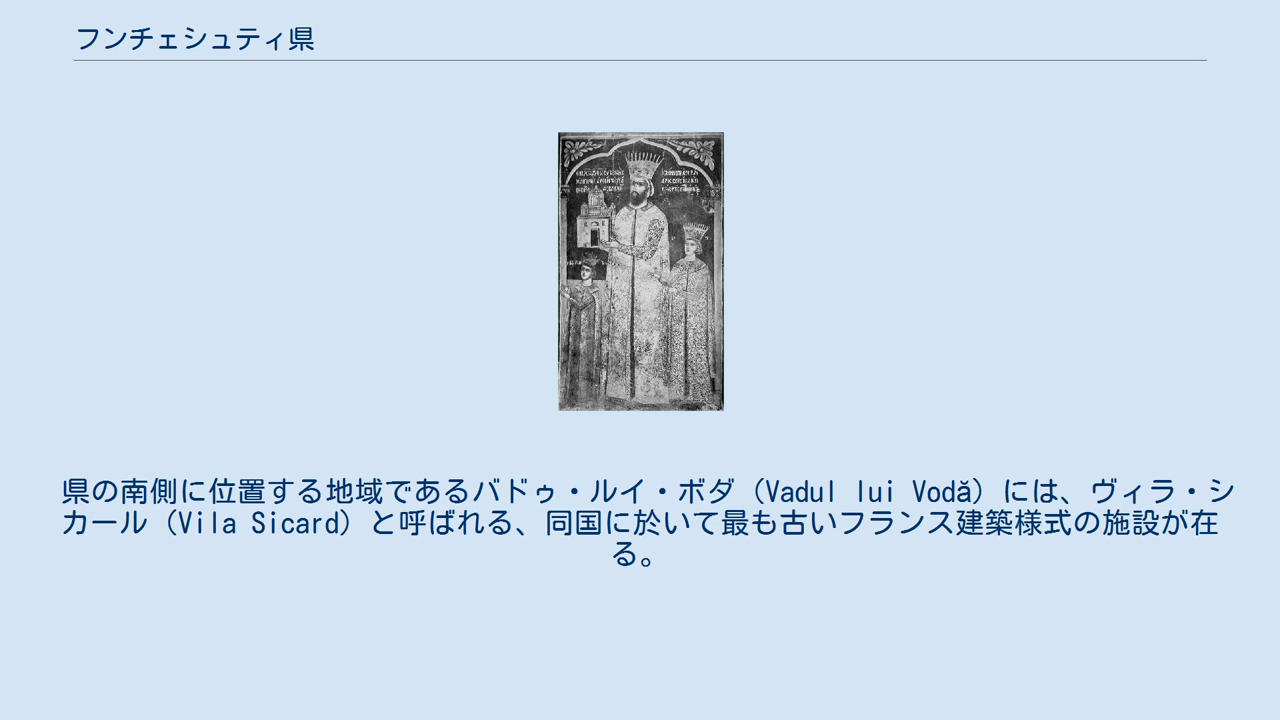 フンチェシュティ県
県の南側に位置する地域であるバドゥ・ルイ・ボダ（Vadul lui Vodă）には、ヴィラ・シ
カール（Vila Sicard）と呼ばれる、同国に於いて最も古いフランス建築様式の施設が在
る。